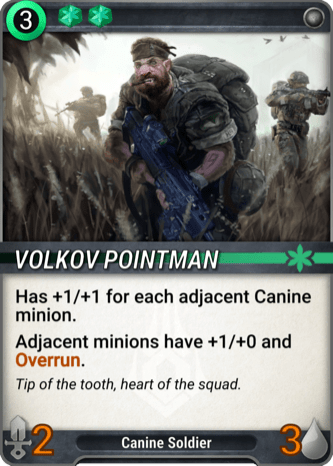 3
VOLKOV POINTMAN
Has +1/+1 for each adjacent Canine
minion.
Adjacent minions have +1/+0 and
Overrun.
Tip of the tooth, heart of the squad.
2 Canine Soldier 3